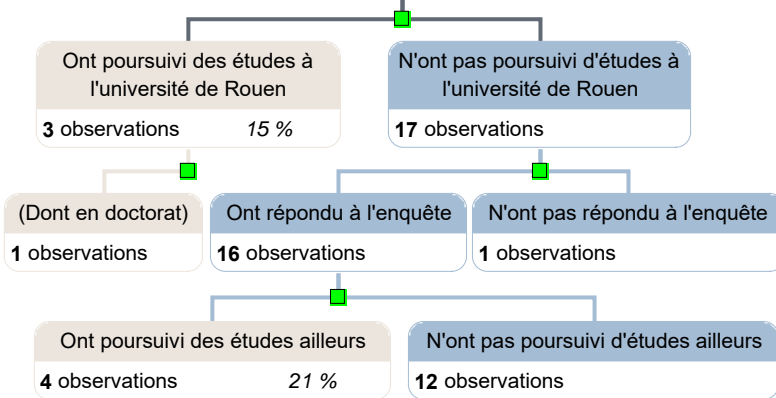 Ont poursuivi des études à
l'université de Rouen
3 observations 15 %
N'ont pas poursuivi d'études à
l'université de Rouen
17 observations
(Dont en doctorat)
1 observations
Ont répondu à l'enquête
16 observations
N'ont pas répondu à l'enquête
1 observations
Ont poursuivi des études ailleurs
4 observations 21 %
N'ont pas poursuivi d'études ailleurs
12 observations